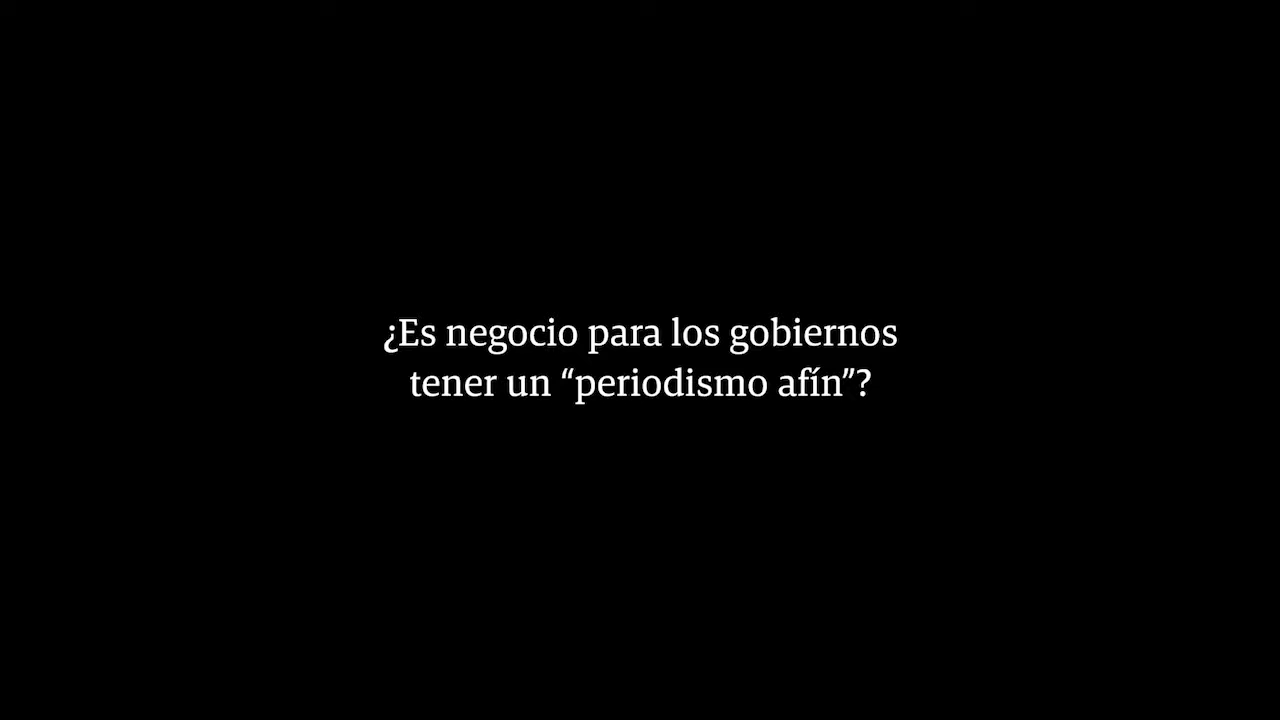 ¿Es negocio para los gobiernos
tener un “periodismo afín”?